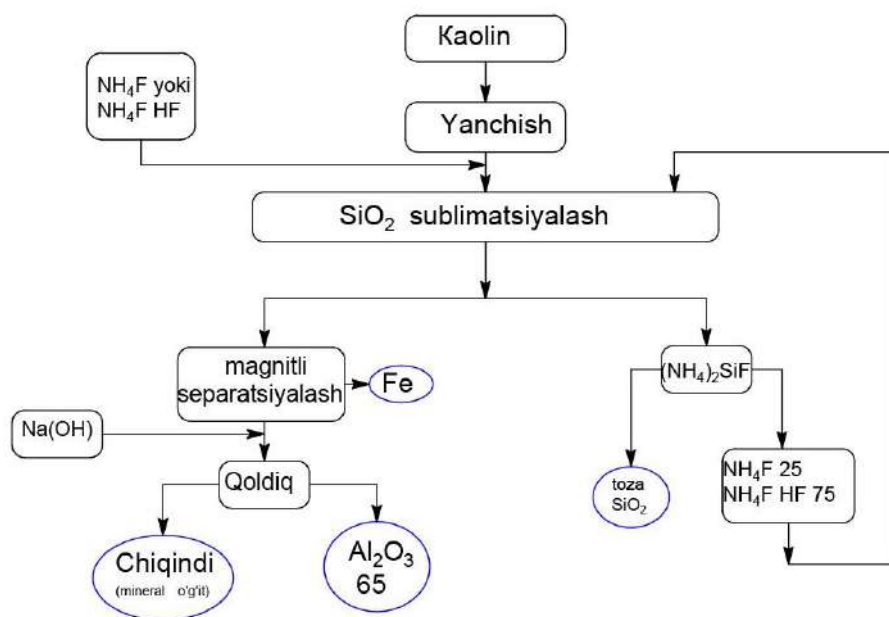 Kaolin
NH₄F yoki
NH₄F HF
Yanchish
SiO₂ sublimatsiyalash
magnitli
separatsiyalash
Fe
(NH₄)₂SiF
Na(OH)
Qoldiq
toza
SiO₂
NH₄F 25
NH₄F HF 75
Chiqindi
(mineral o'g'it)
Al₂O₃
65